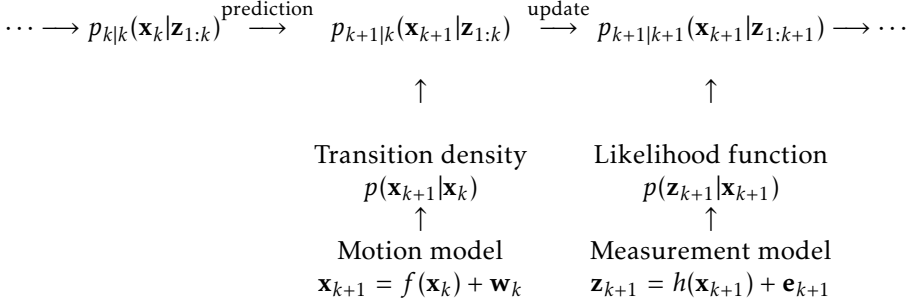 prediction update
⋯ ⟶ p_{k|k}(𝐱_k|𝐳_{1:k}) ⟶ p_{k+1|k}(𝐱_{k+1}|𝐳_{1:k}) ⟶ p_{k+1|k+1}(𝐱_{k+1}|𝐳_{1:k+1}) ⟶ ⋯
↑ ↑
Transition density Likelihood function
p(𝐱_{k+1}|𝐱_k) p(𝐳_{k+1}|𝐱_{k+1})
↑ ↑
Motion model Measurement model
𝐱_{k+1} = f(𝐱_k) + 𝐰_k 𝐳_{k+1} = h(𝐱_{k+1}) + 𝐞_{k+1}